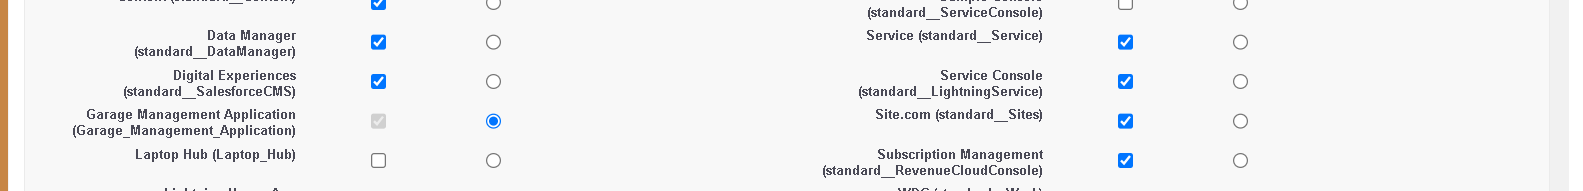 (standard__ServiceConsole)
Data Manager
(standard__DataManager)
Service (standard__Service)
Digital Experiences
(standard__SalesforceCMS)
Service Console
(standard__LightningService)
Garage Management Application
(Garage_Management_Application)
Site.com (standard__Sites)
Laptop Hub (Laptop_Hub)
Subscription Management
(standard__RevenueCloudConsole)